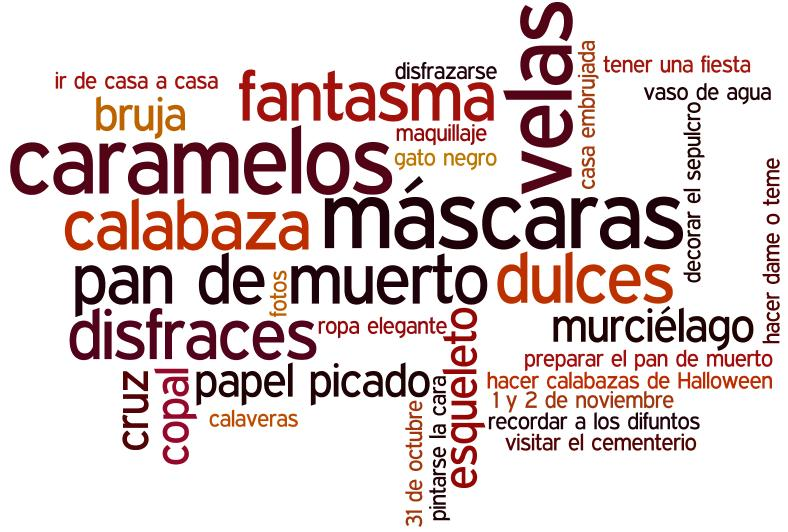 velas
disfrazarse
casa embrujada
tener una fiesta
ir de casa a casa
fantasma
vaso de agua
bruja
maquillaje
decorar el sepulcro
caramelos
gato negro
hacer dame o teme
calabaza
máscaras
pan de muerto
fotos
dulces
disfraces
ropa elegante
esqueleto
murciélago
preparar el pan de muerto
cruz
copal
papel picado
hacer calabazas de Halloween
1 y 2 de noviembre
calaveras
31 de octubre
pintarse la cara
recordar a los difuntos
visitar el cementerio